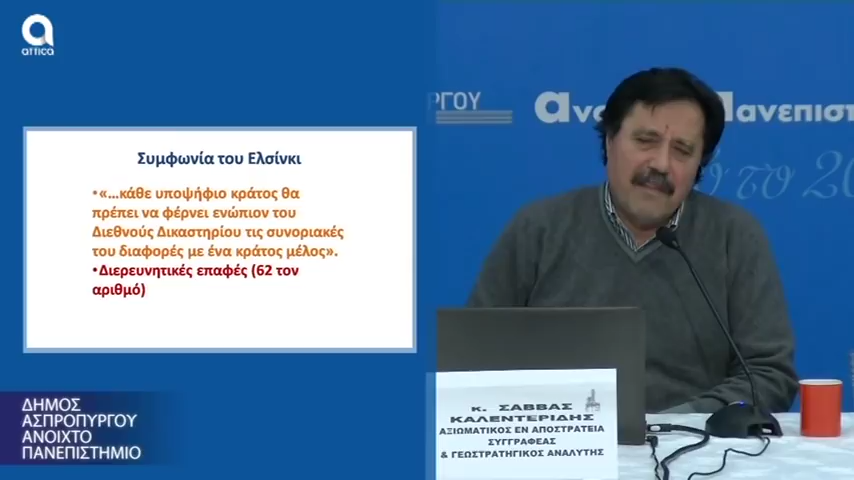 attica
Συμφωνία του Ελσίνκι
•«...κάθε υποψήφιο κράτος θα
πρέπει να φέρνει ενώπιον του
Διεθνούς Δικαστηρίου τις συνοριακές
του διαφορές με ένα κράτος μέλος».
•Διερευνητικές επαφές (62 τον
αριθμό)
ΔΗΜΟΣ
ΑΣΠΡΟΠΥΡΓΟΥ
ΑΝΟΙΧΤΟ
ΠΑΝΕΠΙΣΤΗΜΙΟ
ΡΓΟΥ
Πανεπιστ
το 20
κ. ΣΑΒΒΑΣ
ΚΑΛΕΝΤΕΡΙΔΗΣ
ΑΞΙΩΜΑΤΙΚΟΣ ΕΝ ΑΠΟΣΤΡΑΤΕΙΑ
ΣΥΓΓΡΑΦΕΑΣ
& ΓΕΩΣΤΡΑΤΗΓΙΚΟΣ ΑΝΑΛΥΤΗΣ